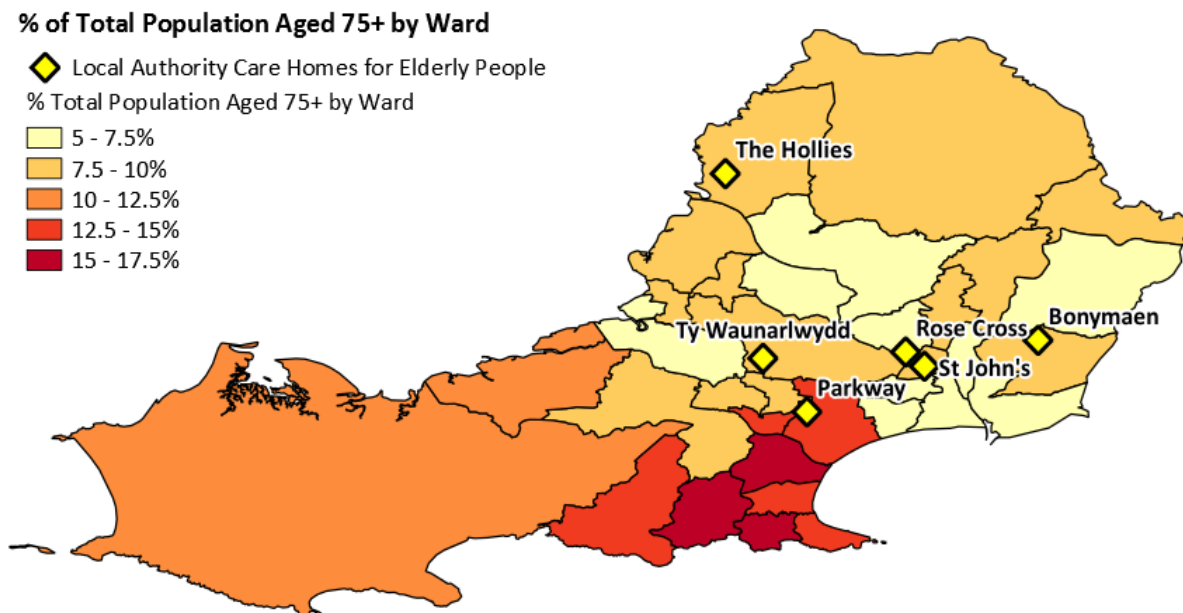 % of Total Population Aged 75+ by Ward
Local Authority Care Homes for Elderly People
% Total Population Aged 75+ by Ward
5 - 7.5%
7.5 - 10%
10 - 12.5%
12.5 - 15%
15 - 17.5%
The Hollies
Bonymaen
Rose Cross
Ty Waunarlwydd
St John's
Parkway